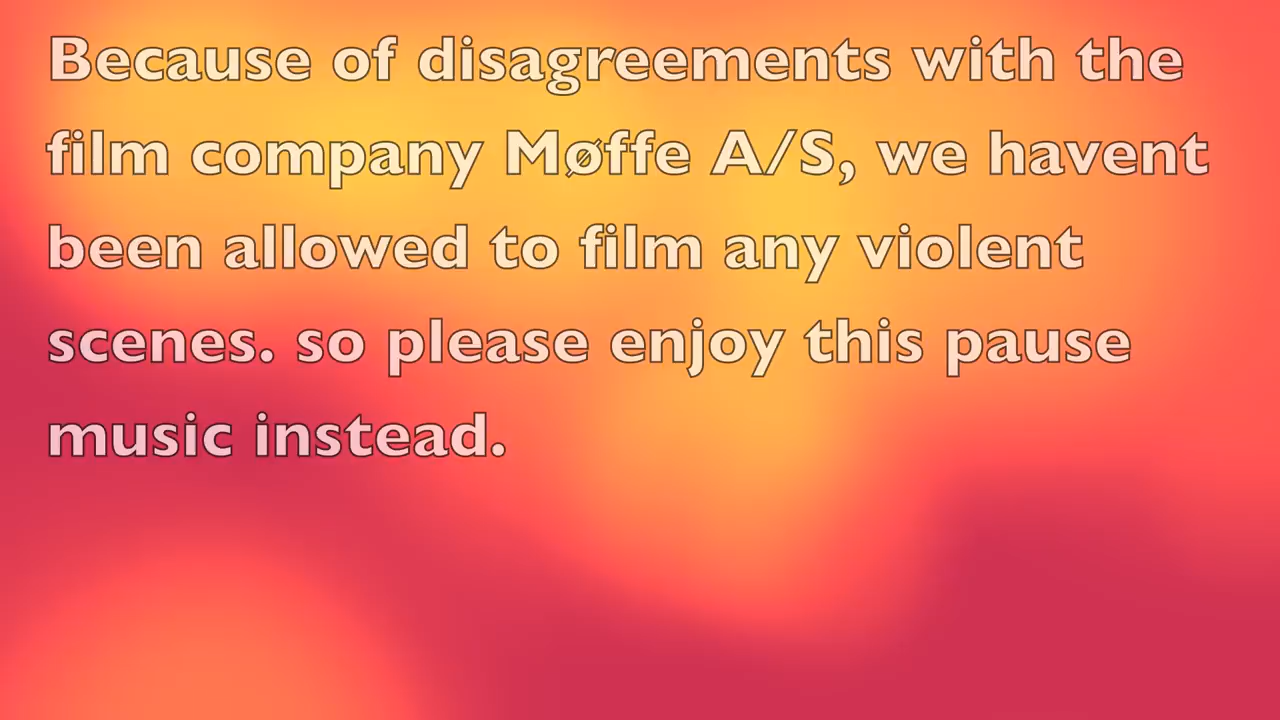 Because of disagreements with the
film company Møffe A/S, we havent
been allowed to film any violent
scenes. so please enjoy this pause
music instead.